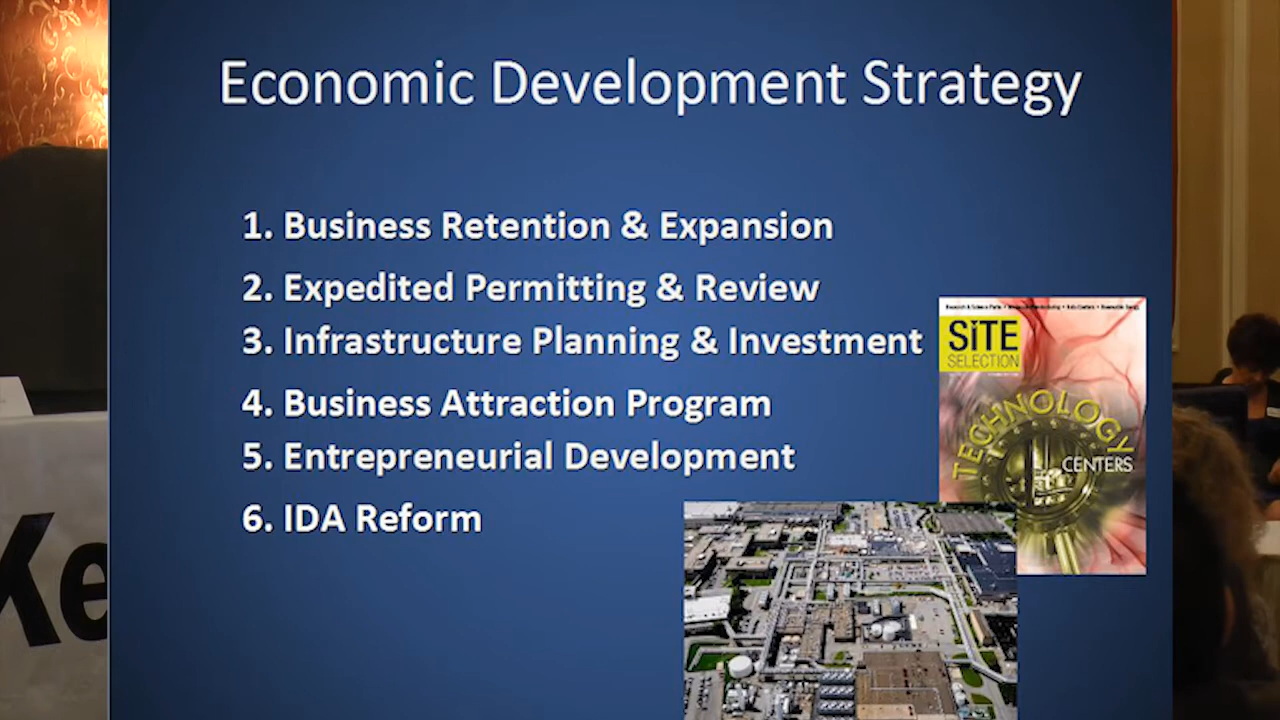 Economic Development Strategy
1. Business Retention & Expansion
2. Expedited Permitting & Review
3. Infrastructure Planning & Investment
4. Business Attraction Program
5. Entrepreneurial Development
6. IDA Reform
SiTE
SELECTION
TECHNOLOGY
CENTERS
Ke